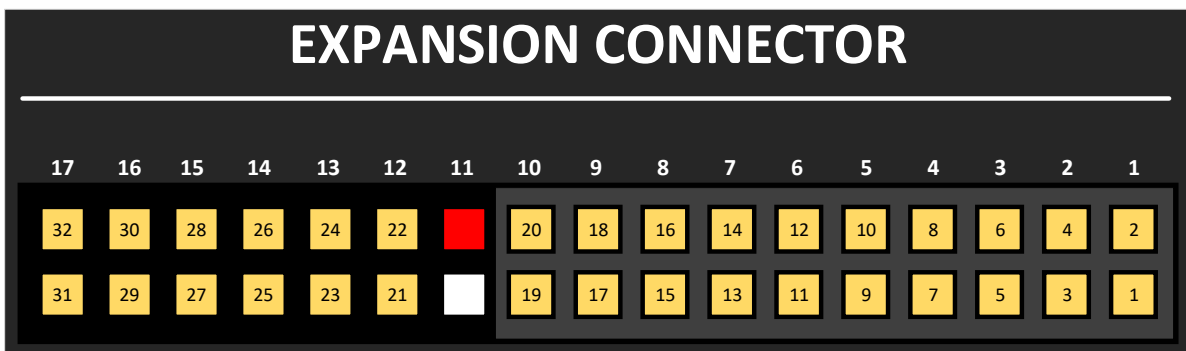 EXPANSION CONNECTOR
17 16 15 14 13 12 11 10 9 8 7 6 5 4 3 2 1
32 30 28 26 24 22 20 18 16 14 12 10 8 6 4 2
31 29 27 25 23 21 19 17 15 13 11 9 7 5 3 1